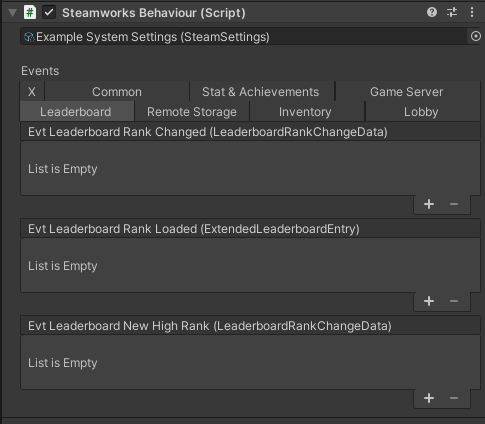 # Steamworks Behaviour (Script)
Example System Settings (SteamSettings)
Events
X Common Stat & Achievements Game Server
Leaderboard Remote Storage Inventory Lobby
Evt Leaderboard Rank Changed (LeaderboardRankChangeData)
List is Empty
+ −
Evt Leaderboard Rank Loaded (ExtendedLeaderboardEntry)
List is Empty
+ −
Evt Leaderboard New High Rank (LeaderboardRankChangeData)
List is Empty
+ −